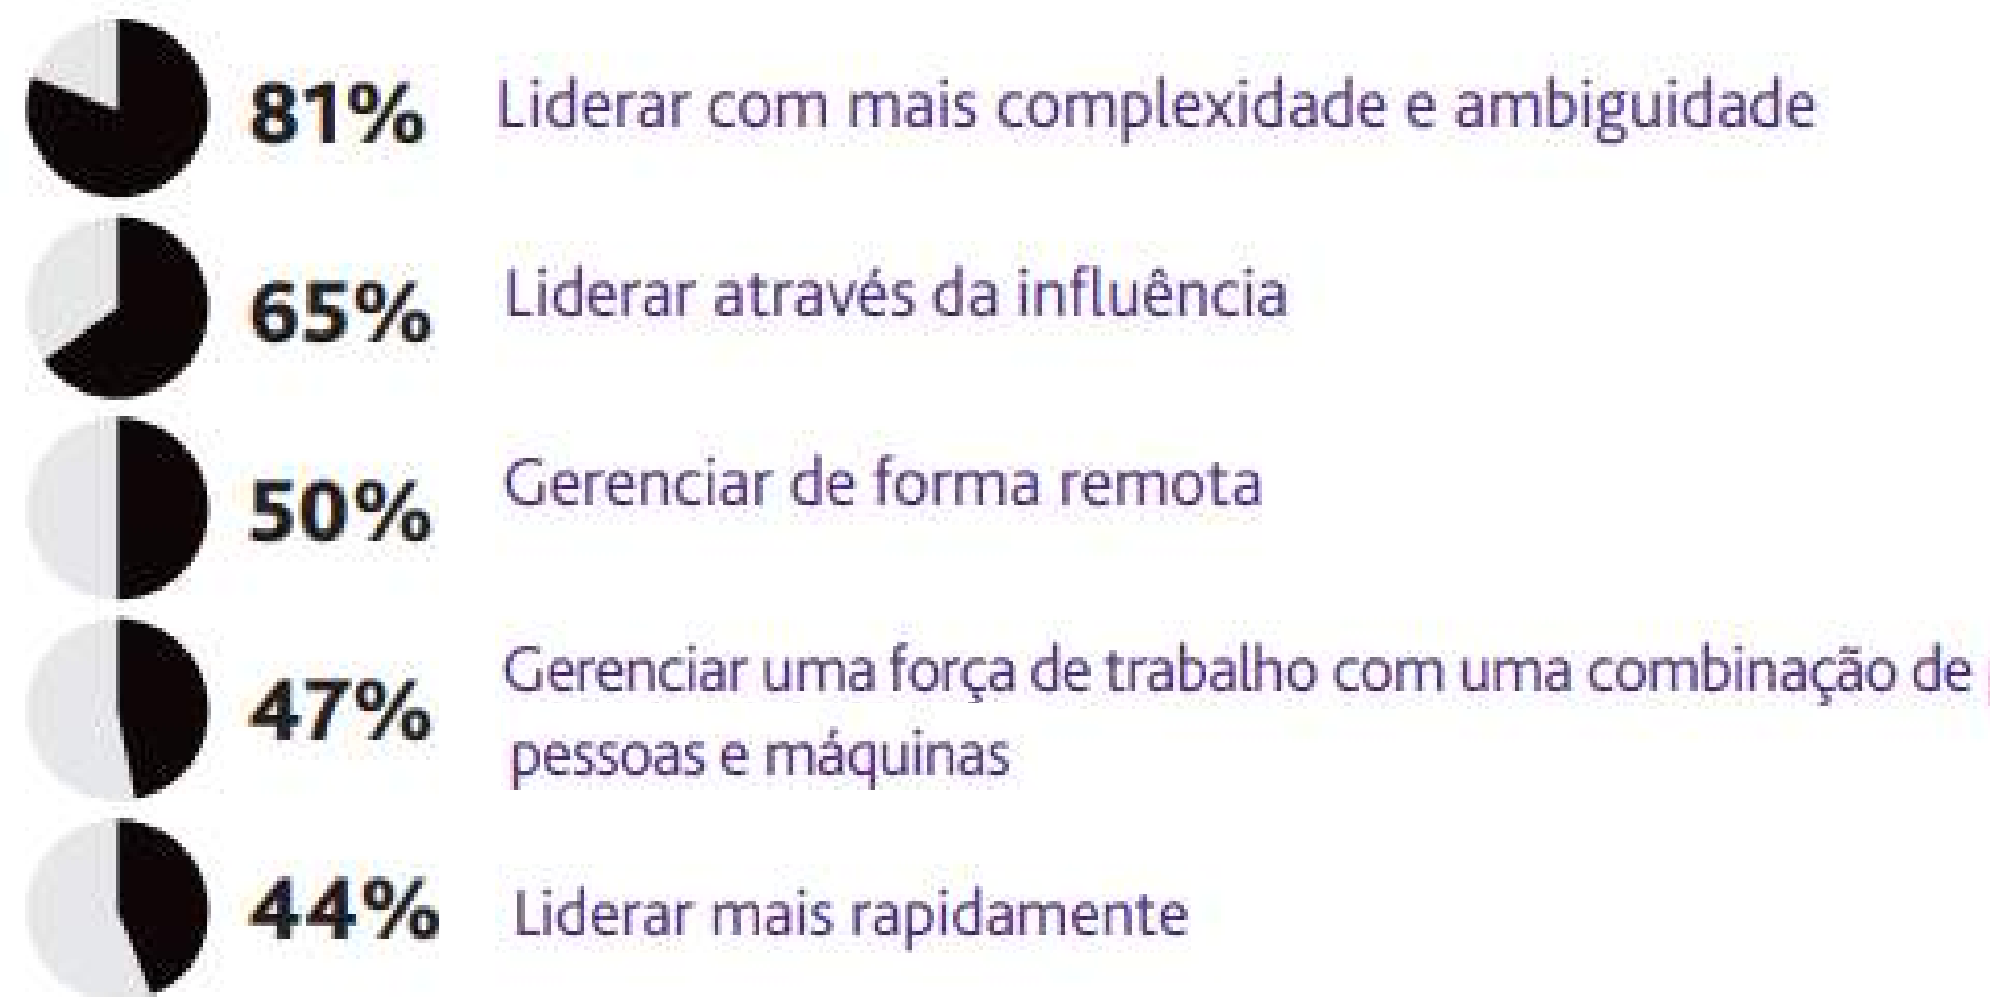 81% Liderar com mais complexidade e ambiguidade
65% Liderar através da influência
50% Gerenciar de forma remota
47% Gerenciar uma força de trabalho com uma combinação de
pessoas e máquinas
44% Liderar mais rapidamente